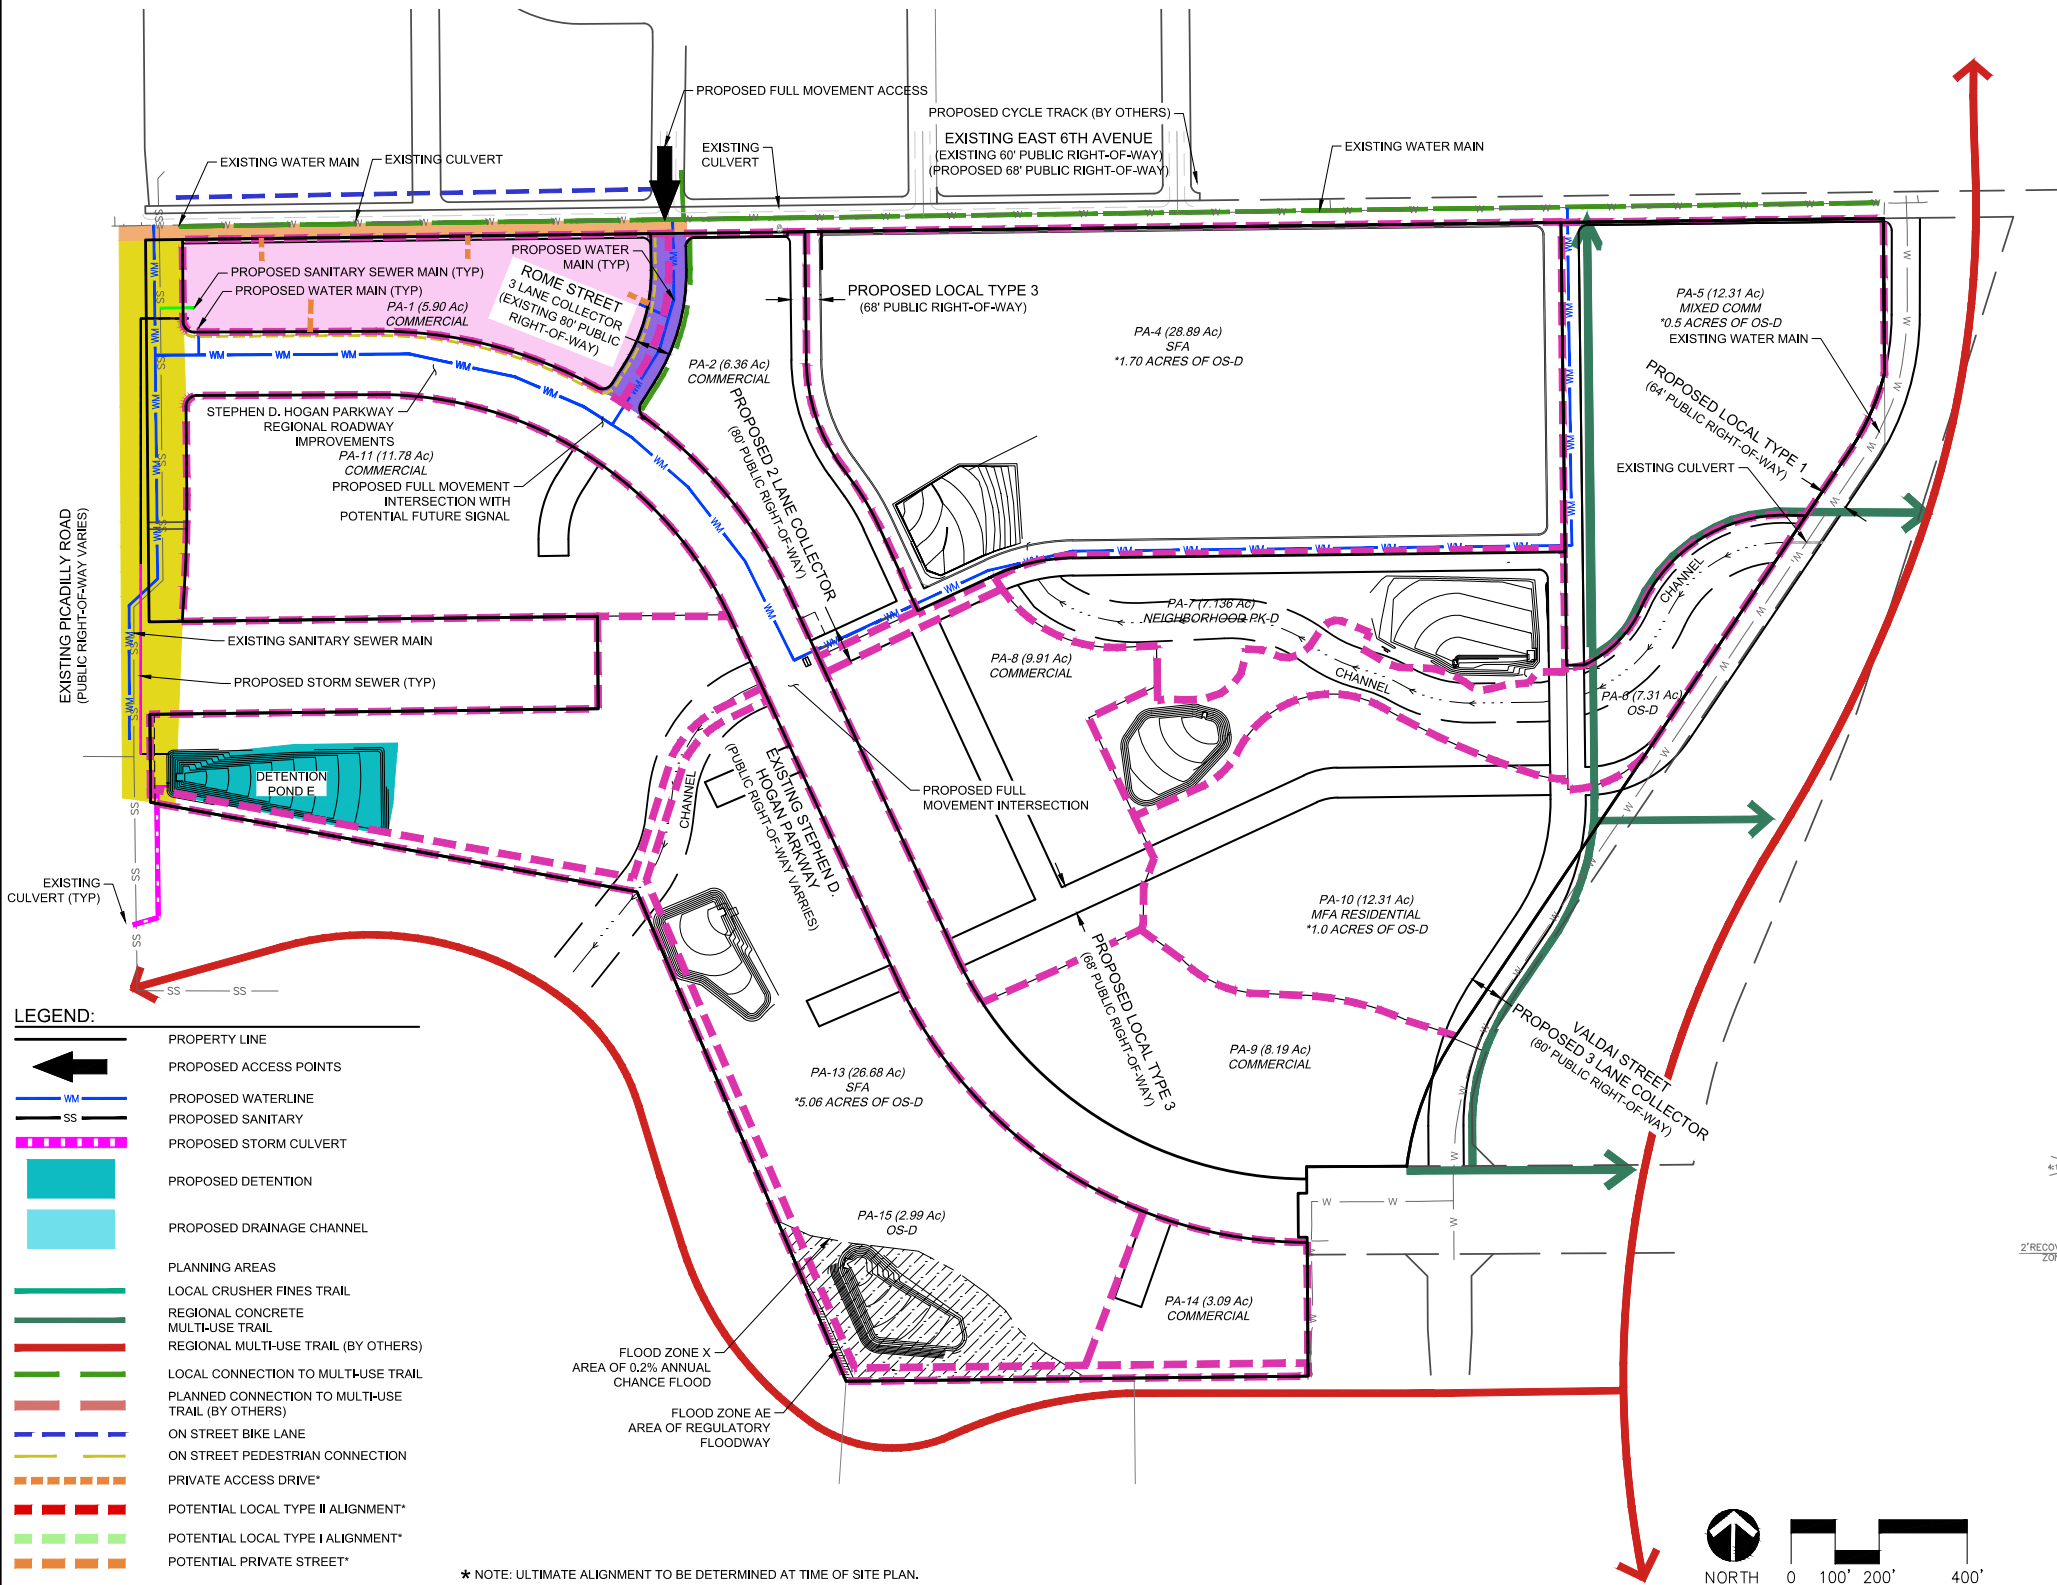 PROPOSED FULL MOVEMENT ACCESS
PROPOSED CYCLE TRACK (BY OTHERS)
EXISTING EAST 6TH AVENUE
(EXISTING 60' PUBLIC RIGHT-OF-WAY)
(PROPOSED 68' PUBLIC RIGHT-OF-WAY)
EXISTING
CULVERT
EXISTING WATER MAIN
EXISTING WATER MAIN
EXISTING CULVERT
PROPOSED SANITARY SEWER MAIN (TYP)
PROPOSED WATER MAIN (TYP)
PA-1 (5.90 Ac)
COMMERCIAL
PROPOSED WATER
MAIN (TYP)
ROME STREET
3 LANE COLLECTOR
(EXISTING 80' PUBLIC
RIGHT-OF-WAY)
PROPOSED LOCAL TYPE 3
(68' PUBLIC RIGHT-OF-WAY)
PA-2 (6.36 Ac)
COMMERCIAL
PA-4 (28.89 Ac)
SFA
*1.70 ACRES OF OS-D
PA-5 (12.31 Ac)
MIXED COMM
*0.5 ACRES OF OS-D
EXISTING WATER MAIN
PROPOSED LOCAL TYPE 1
(64' PUBLIC RIGHT-OF-WAY)
EXISTING CULVERT
STEPHEN D. HOGAN PARKWAY
REGIONAL ROADWAY
IMPROVEMENTS
PA-11 (11.78 Ac)
COMMERCIAL
PROPOSED FULL MOVEMENT
INTERSECTION WITH
POTENTIAL FUTURE SIGNAL
PROPOSED 2 LANE COLLECTOR
(80' PUBLIC RIGHT-OF-WAY)
EXISTING PICADILLY ROAD
(PUBLIC RIGHT-OF-WAY VARIES)
EXISTING SANITARY SEWER MAIN
PROPOSED STORM SEWER (TYP)
DETENTION
POND E
CHANNEL
EXISTING STEPHEN D.
HOGAN PARKWAY
(PUBLIC RIGHT-OF-WAY VARRIES)
PROPOSED FULL
MOVEMENT INTERSECTION
PA-7 (7.136 Ac)
NEIGHBORHOOD PK-D
PA-8 (9.91 Ac)
COMMERCIAL
CHANNEL
CHANNEL
PA-6 (7.31 Ac)
OS-D
PA-10 (12.31 Ac)
MFA RESIDENTIAL
*1.0 ACRES OF OS-D
PROPOSED LOCAL TYPE 3
(68' PUBLIC RIGHT-OF-WAY)
PA-9 (8.19 Ac)
COMMERCIAL
VALDAI STREET
PROPOSED 3 LANE COLLECTOR
(80' PUBLIC RIGHT-OF-WAY)
PA-13 (26.68 Ac)
SFA
*5.06 ACRES OF OS-D
PA-15 (2.99 Ac)
OS-D
PA-14 (3.09 Ac)
COMMERCIAL
FLOOD ZONE X
AREA OF 0.2% ANNUAL
CHANCE FLOOD
FLOOD ZONE AE
AREA OF REGULATORY
FLOODWAY
2'RECOV
EXISTING
CULVERT (TYP)
SS
SS
LEGEND:
PROPERTY LINE
PROPOSED ACCESS POINTS
WM PROPOSED WATERLINE
SS PROPOSED SANITARY
PROPOSED STORM CULVERT
PROPOSED DETENTION
PROPOSED DRAINAGE CHANNEL
PLANNING AREAS
LOCAL CRUSHER FINES TRAIL
REGIONAL CONCRETE
MULTI-USE TRAIL
REGIONAL MULTI-USE TRAIL (BY OTHERS)
LOCAL CONNECTION TO MULTI-USE TRAIL
PLANNED CONNECTION TO MULTI-USE
TRAIL (BY OTHERS)
ON STREET BIKE LANE
ON STREET PEDESTRIAN CONNECTION
PRIVATE ACCESS DRIVE*
POTENTIAL LOCAL TYPE II ALIGNMENT*
POTENTIAL LOCAL TYPE I ALIGNMENT*
POTENTIAL PRIVATE STREET*
* NOTE: ULTIMATE ALIGNMENT TO BE DETERMINED AT TIME OF SITE PLAN.
NORTH
0 100' 200' 400'